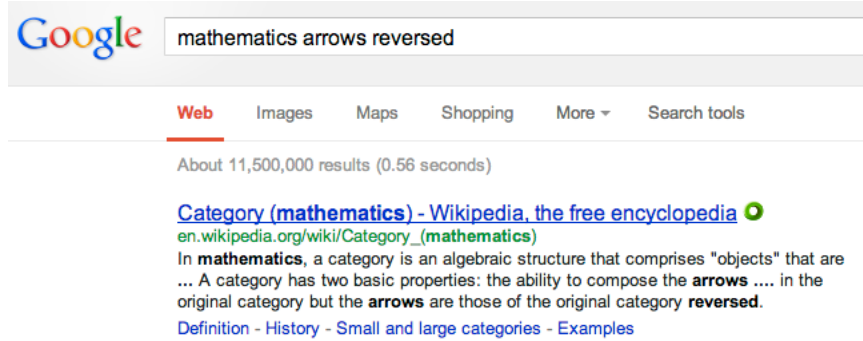 Google mathematics arrows reversed
Web Images Maps Shopping More Search tools
About 11,500,000 results (0.56 seconds)
Category (mathematics) - Wikipedia, the free encyclopedia
en.wikipedia.org/wiki/Category_(mathematics)
In mathematics, a category is an algebraic structure that comprises "objects" that are
... A category has two basic properties: the ability to compose the arrows .... in the
original category but the arrows are those of the original category reversed.
Definition - History - Small and large categories - Examples